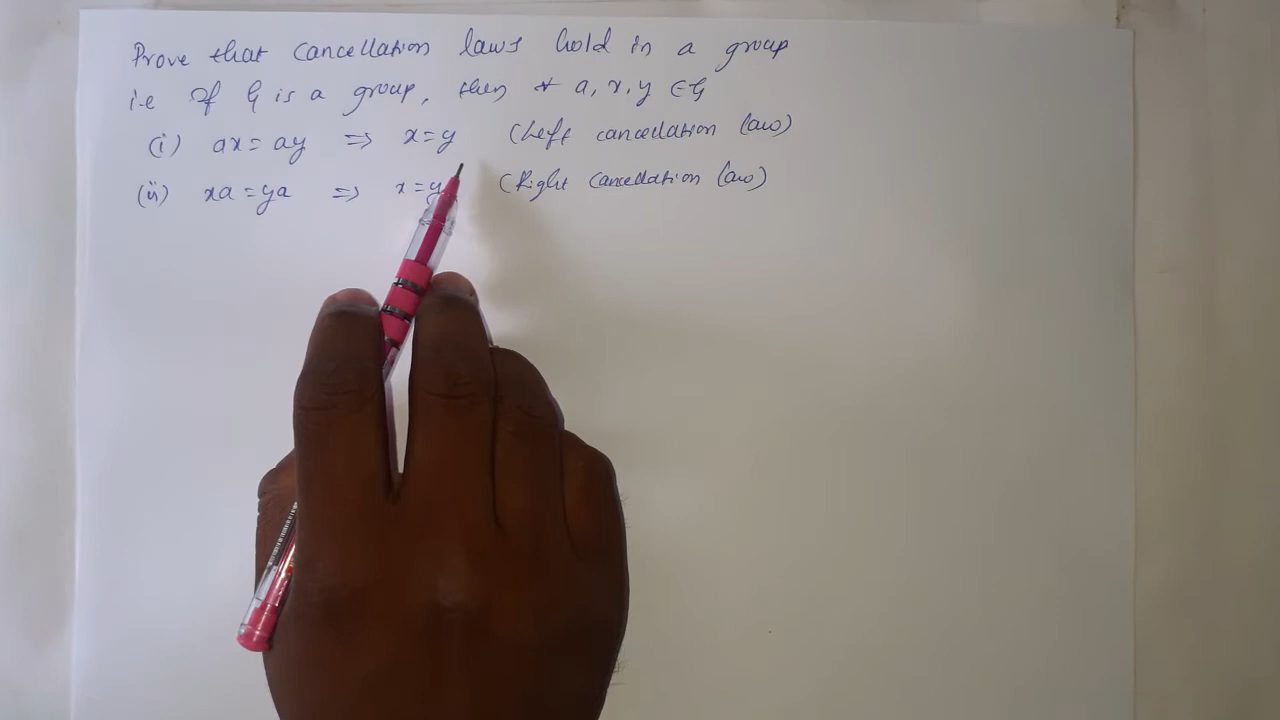 Prove that cancellation laws hold in a group
i.e If G is a group, then ∀ a, x, y ∈ G
(i) ax = ay ⇒ x = y (Left cancellation law)
(ii) xa = ya ⇒ x = y (Right Cancellation law)